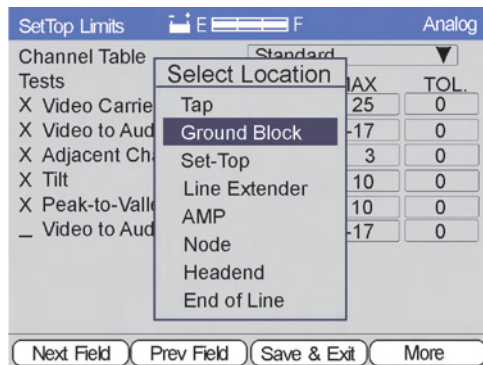 SetTop Limits E F Analog
Channel Table Standard
Select Location
Tests MAX TOL.
X Video Carrie 25 0
X Video to Aud -17 0
X Adjacent Cha 3 0
X Tilt 10 0
X Peak-to-Valle 10 0
_ Video to Aud -17 0
Tap
Ground Block
Set-Top
Line Extender
AMP
Node
Headend
End of Line
Next Field Prev Field Save & Exit More